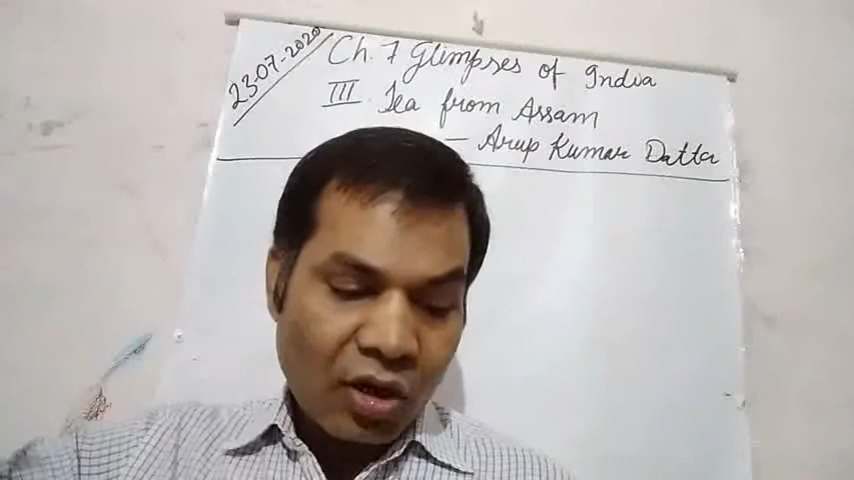 23-07-2020
Ch. 7 Glimpses of India
III. Tea from Assam
- Arup Kumar Datta